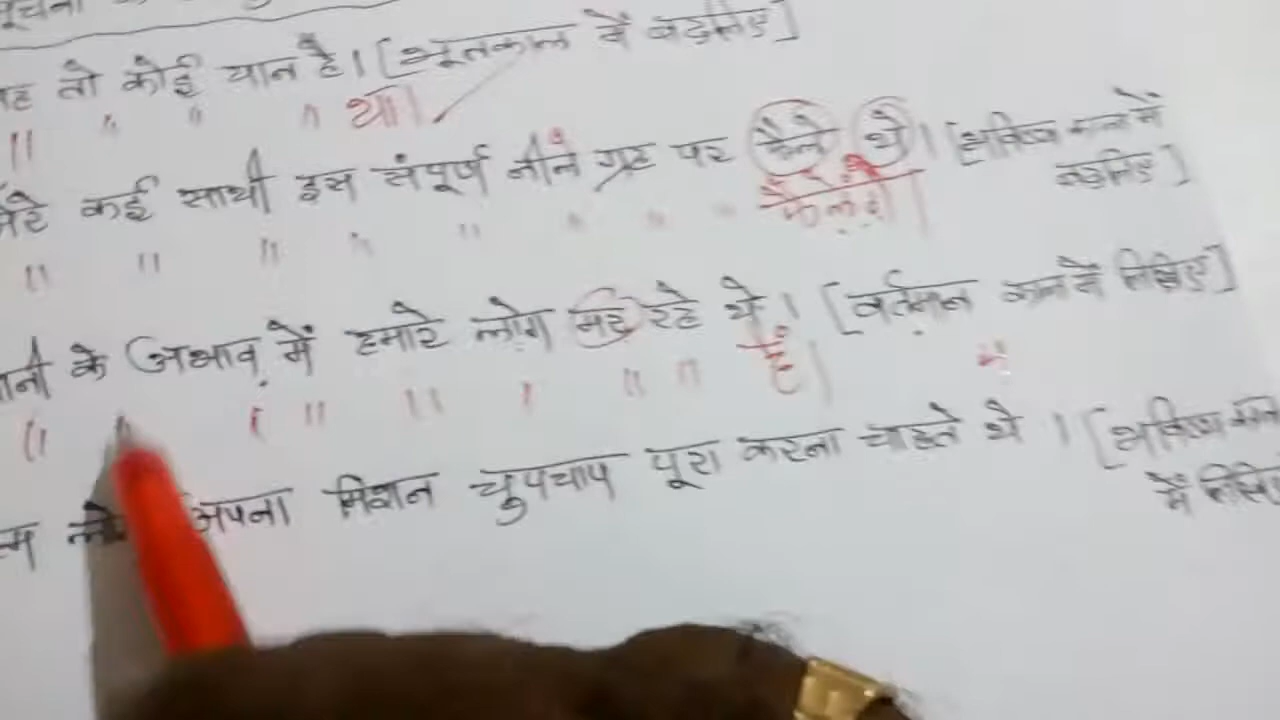 सूचना के
यह तो कोई यान है। [भूतकाल में बदलिए]
" " " " था।
मेरे कई साथी इस संपूर्ण नील ग्रह पर फैले थे। [भविष्य काल में बदलिए]
" " " " " " " " फैलेंगे।
पानी के अभाव में हमारे लोग मर रहे थे। [वर्तमान काल में लिखिए]
" " " " " " " " हैं।
लोग अपना मिशन चुपचाप पूरा करना चाहते थे। [भविष्य काल में लिखिए